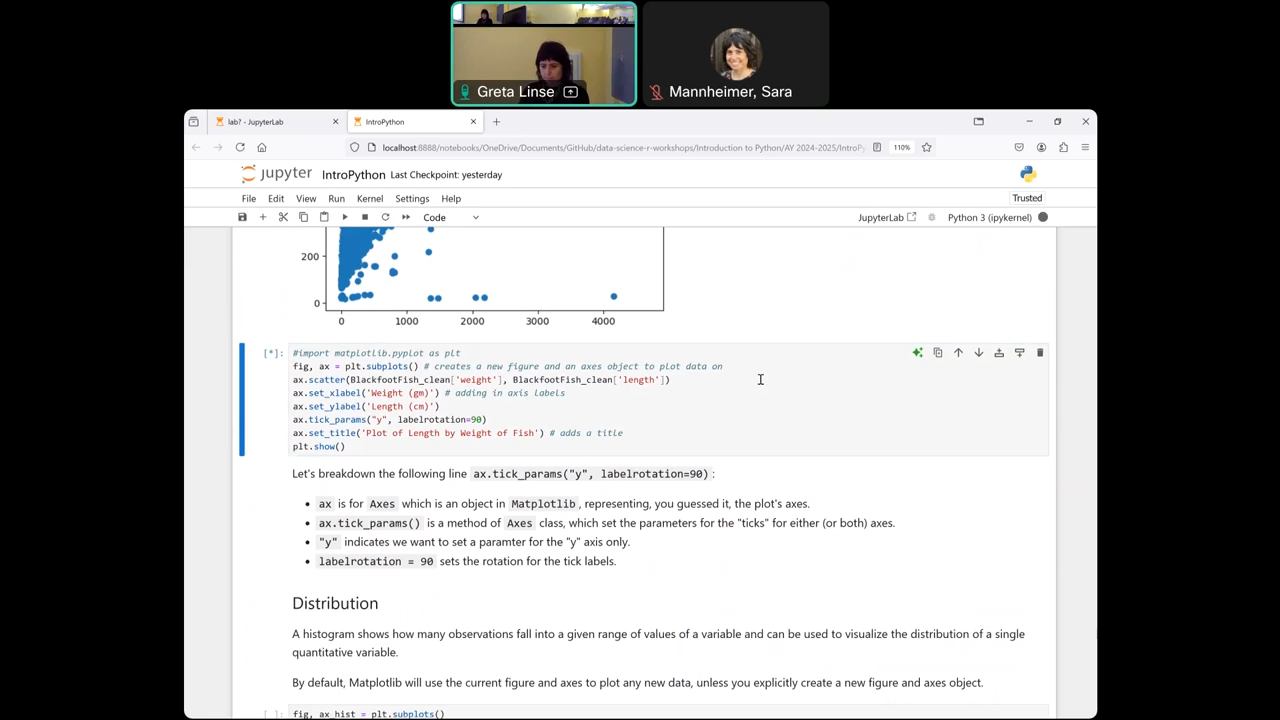 Greta Linse
Mannheimer, Sara
lab? - JupyterLab
IntroPython
localhost:8888/notebooks/OneDrive/Documents/GitHub/data-science-r-workshops/Introduction to Python/AY 2024-2025/IntroPy
110%
jupyter IntroPython Last Checkpoint: yesterday
File Edit View Run Kernel Settings Help
Trusted
Code
JupyterLab
Python 3 (ipykernel)
200
0
0 1000 2000 3000 4000
[*]:
#import matplotlib.pyplot as plt
fig, ax = plt.subplots() # creates a new figure and an axes object to plot data on
ax.scatter(BlackfootFish_clean['weight'], BlackfootFish_clean['length'])
ax.set_xlabel('Weight (gm)') # adding in axis labels
ax.set_ylabel('Length (cm)')
ax.tick_params("y", labelrotation=90)
ax.set_title('Plot of Length by Weight of Fish') # adds a title
plt.show()
Let's breakdown the following line ax.tick_params("y", labelrotation=90) :
• ax is for Axes which is an object in Matplotlib , representing, you guessed it, the plot's axes.
• ax.tick_params() is a method of Axes class, which set the parameters for the "ticks" for either (or both) axes.
• "y" indicates we want to set a paramter for the "y" axis only.
• labelrotation = 90 sets the rotation for the tick labels.
Distribution
A histogram shows how many observations fall into a given range of values of a variable and can be used to visualize the distribution of a single
quantitative variable.
By default, Matplotlib will use the current figure and axes to plot any new data, unless you explicitly create a new figure and axes object.
[ ]: fig, ax_hist = plt.subplots()